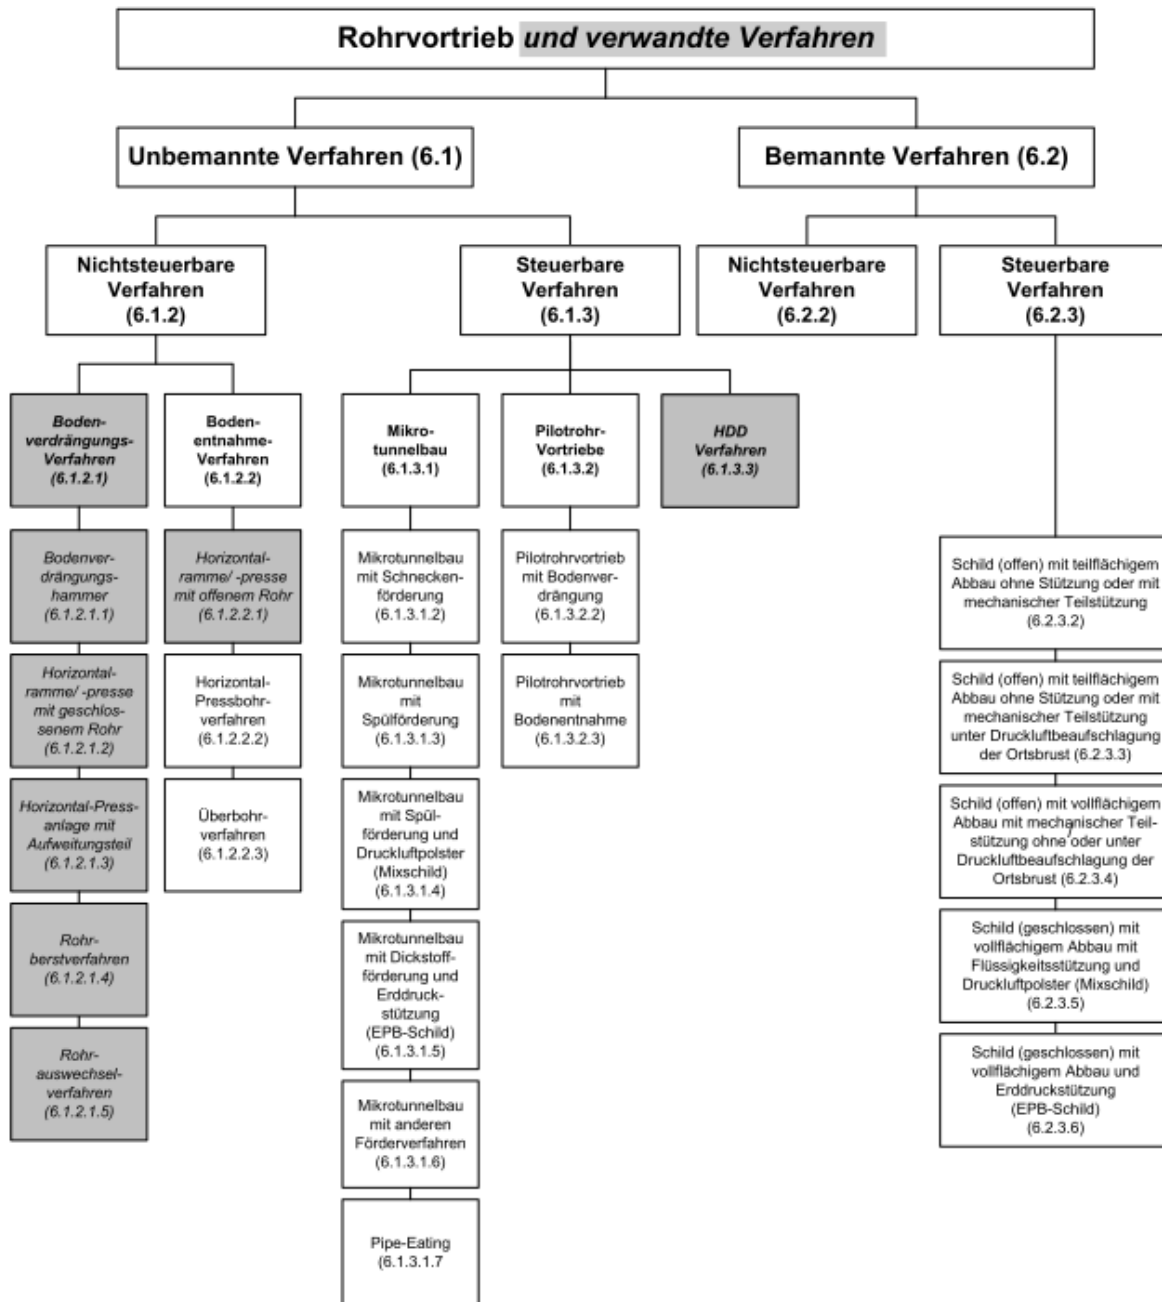 Rohrvortrieb und verwandte Verfahren
Unbemannte Verfahren (6.1)
Bemannte Verfahren (6.2)
Nichtsteuerbare
Verfahren
(6.1.2)
Steuerbare
Verfahren
(6.1.3)
Nichtsteuerbare
Verfahren
(6.2.2)
Steuerbare
Verfahren
(6.2.3)
Boden-
verdrängungs-
Verfahren
(6.1.2.1)
Boden-
entnahme-
Verfahren
(6.1.2.2)
Mikro-
tunnelbau
(6.1.3.1)
Pilotrohr-
Vortriebe
(6.1.3.2)
HDD
Verfahren
(6.1.3.3)
Bodenver-
drängungs-
hammer
(6.1.2.1.1)
Horizontal-
ramme/ -presse
mit geschlos-
senem Rohr
(6.1.2.1.2)
Horizontal-Press-
anlage mit
Aufweitungsteil
(6.1.2.1.3)
Rohr-
berstverfahren
(6.1.2.1.4)
Rohr-
auswechsel-
verfahren
(6.1.2.1.5)
Horizontal-
ramme/ -presse
mit offenem Rohr
(6.1.2.2.1)
Horizontal-
Pressbohr-
verfahren
(6.1.2.2.2)
Überbohr-
verfahren
(6.1.2.2.3)
Mikrotunnelbau
mit Schnecken-
förderung
(6.1.3.1.2)
Mikrotunnelbau
mit
Spülförderung
(6.1.3.1.3)
Mikrotunnelbau
mit Spül-
förderung und
Druckluftpolster
(Mixschild)
(6.1.3.1.4)
Mikrotunnelbau
mit Dickstoff-
förderung und
Erddruck-
stützung
(EPB-Schild)
(6.1.3.1.5)
Mikrotunnelbau
mit anderen
Förderverfahren
(6.1.3.1.6)
Pipe-Eating
(6.1.3.1.7
Pilotrohrvortrieb
mit Bodenver-
drängung
(6.1.3.2.2)
Pilotrohrvortrieb
mit
Bodenentnahme
(6.1.3.2.3)
Schild (offen) mit teilflächigem
Abbau ohne Stützung oder mit
mechanischer Teilstützung
(6.2.3.2)
Schild (offen) mit teilflächigem
Abbau ohne Stützung oder mit
mechanischer Teilstützung
unter Druckluftbeaufschlagung
der Ortsbrust (6.2.3.3)
Schild (offen) mit vollflächigem
Abbau mit mechanischer Teil-
stützung ohne oder unter
Druckluftbeaufschlagung der
Ortsbrust (6.2.3.4)
Schild (geschlossen) mit
vollflächigem Abbau mit
Flüssigkeitsstützung und
Druckluftpolster (Mixschild)
(6.2.3.5)
Schild (geschlossen) mit
vollflächigem Abbau und
Erddruckstützung
(EPB-Schild)
(6.2.3.6)